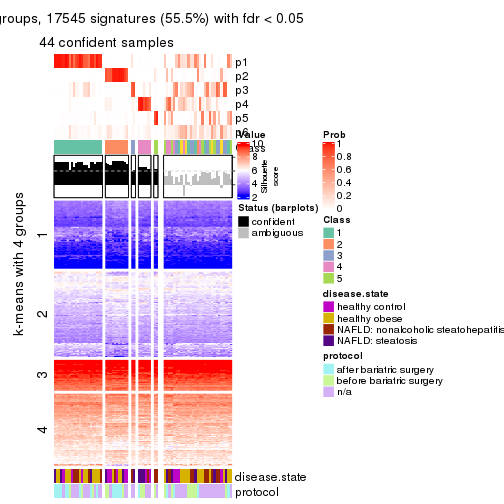 groups, 17545 signatures (55.5%) with fdr < 0.05
44 confident samples
p1
p2
p3
p4
p5
p6
Class
k-means with 4 groups
1
2
3
4
Silhouette
score
Value
10
8
6
4
2
Status (barplots)
confident
ambiguous
Prob
1
0.8
0.6
0.4
0.2
0
Class
1
2
3
4
5
disease.state
healthy control
healthy obese
NAFLD: nonalcoholic steatohepatitis
NAFLD: steatosis
protocol
after bariatric surgery
before bariatric surgery
n/a
disease.state
protocol